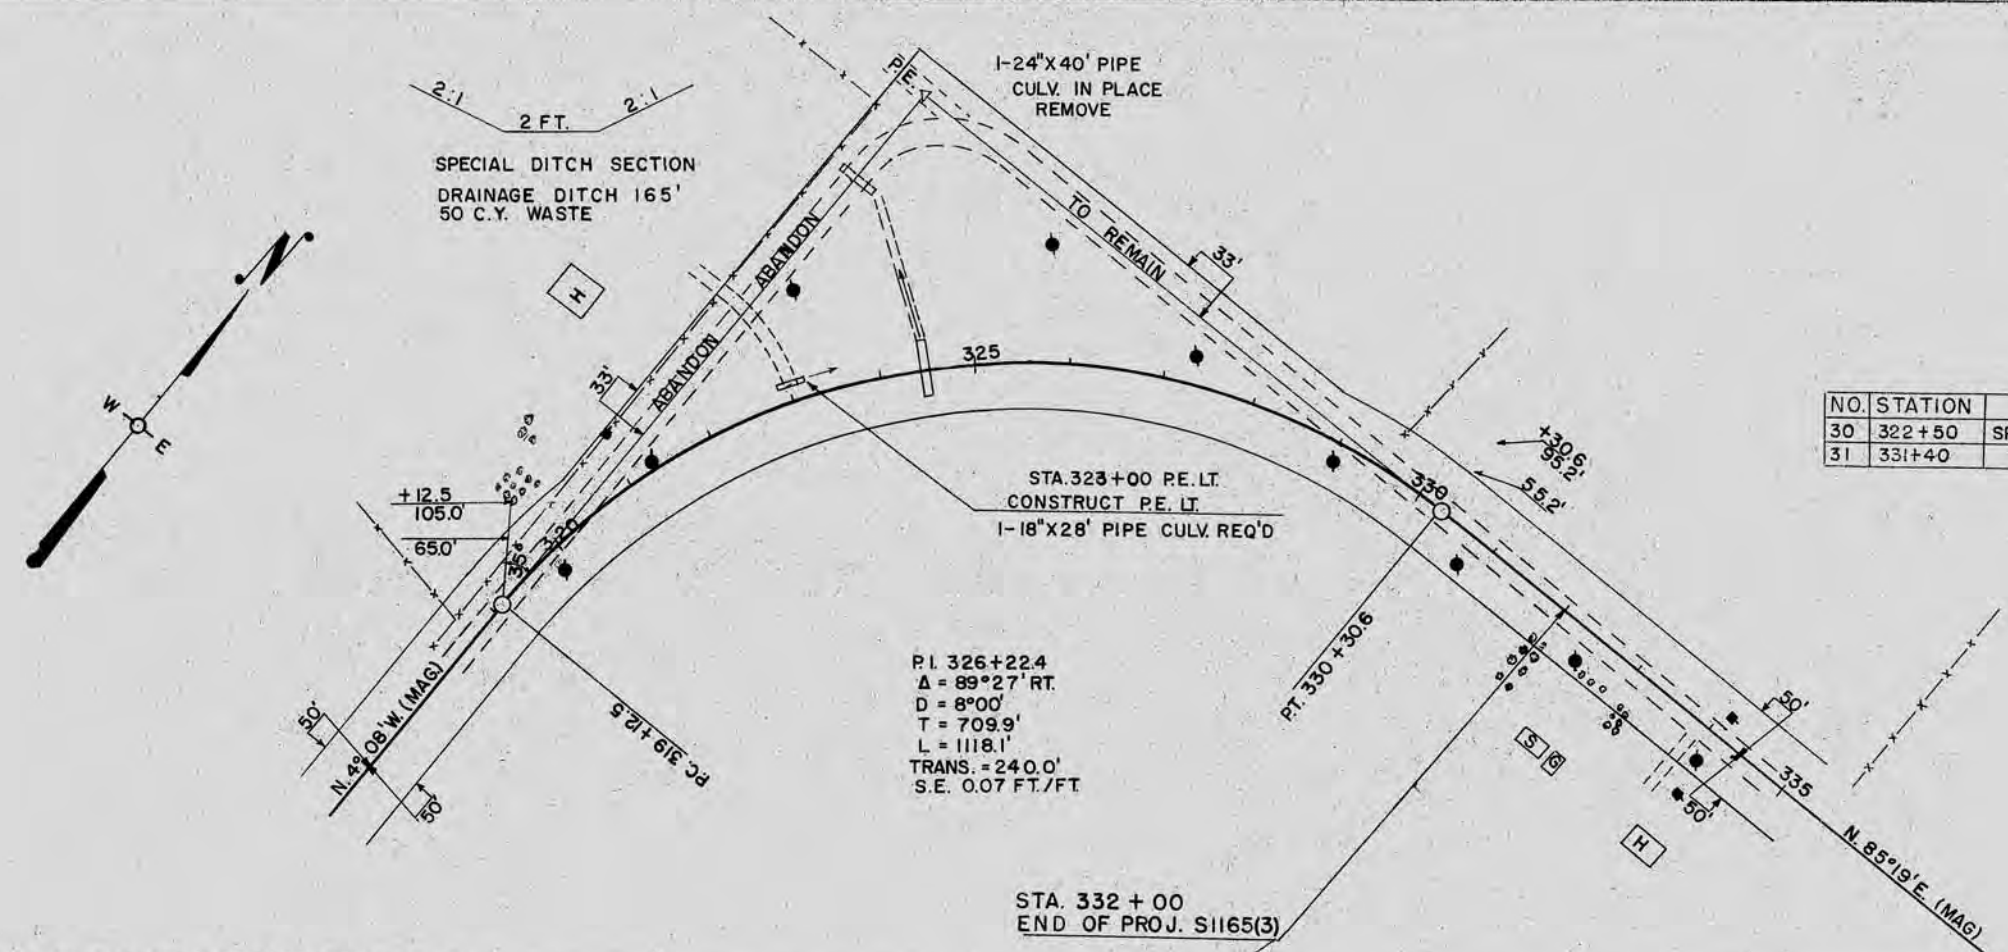 2:1
2:1
2 FT.
SPECIAL DITCH SECTION
DRAINAGE DITCH 165'
50 C.Y. WASTE
P.E.
1-24"X40' PIPE
CULV. IN PLACE
REMOVE
N
W
E
H
ABANDON
ABANDON
TO REMAIN
33'
33'
325
+12.5
105.0'
65.0'
35'
320
STA.323+00 P.E. LT.
CONSTRUCT P.E. LT.
1-18"X28' PIPE CULV. REQ'D
330
+30.6
95.2'
55.2'
NO. STATION
30 322+50
31 331+40
N. 4°08'W. (MAG)
50'
50'
P.C. 319+12.5
P.I. 326+22.4
Δ = 89°27' RT.
D = 8°00'
T = 709.9'
L = 1118.1'
TRANS. = 240.0'
S.E. 0.07 FT./FT.
P.T. 330+30.6
S
G
H
50'
50'
335
N. 85°19'E. (MAG)
STA. 332 + 00
END OF PROJ. S1165(3)